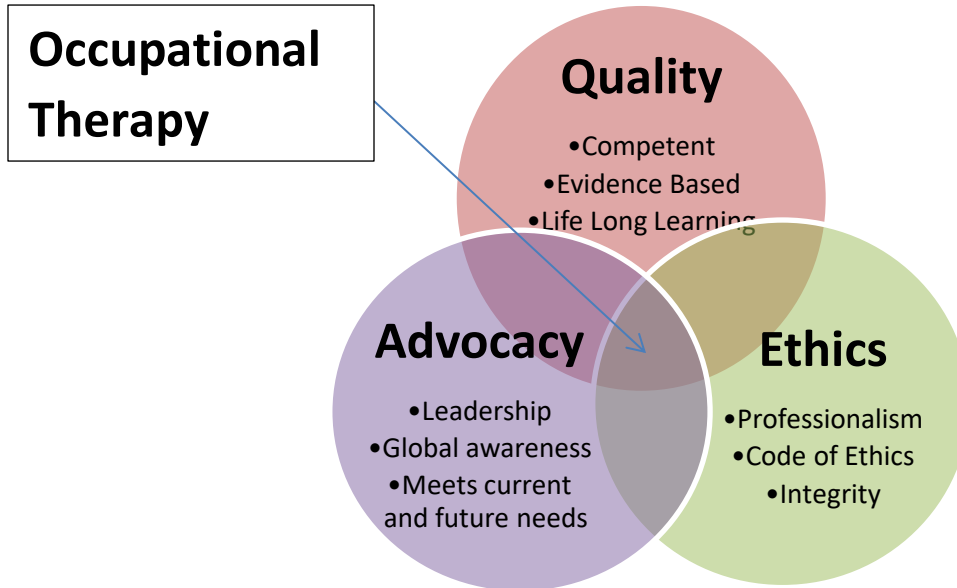 Occupational
Therapy
Quality
•Competent
•Evidence Based
•Life Long Learning
Advocacy
•Leadership
•Global awareness
•Meets current
and future needs
Ethics
•Professionalism
•Code of Ethics
•Integrity